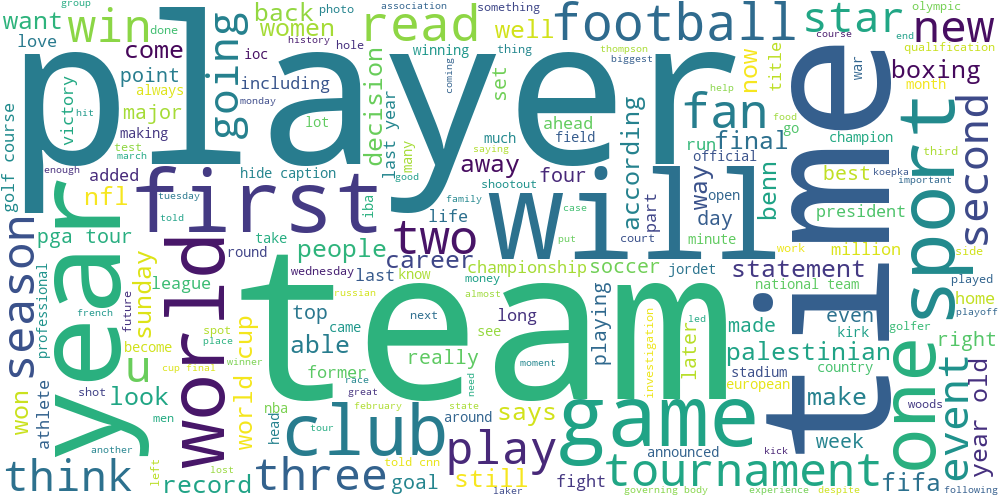 group
want
done
win
back
photo
association
read
something
football
star
olympic
new
love
come
women
history
hole
winning
thing
well
thompson
biggest
title
course
end
qualification
going
ioc
including
point
always
player
decision
last year
coming
set
fan
now
war
boxing
month
major
golf course
victory
hit
monday
lot
much
ahead
field
final
run
go
food
help
making
test
march
many
saying
according
official
champion
third
enough
added
hide caption
good
away
four
way
time
best
koepka
important
nfl
first
tuesday
told
iba
shootout
family
case
part
open
day
benn
president
sport
second
season
year
pga tour
people
take
round
life
two
will
put
court
minute
million
work
side
league
world
wednesday
career
last
know
championship
soccer
jordet
statement
national team
played
professional
french
future
sunday
russian
money
almost
playing
made
even
home
playoff
u
become
spot
place
cup
top
came
next
see
long
investigation
later
kirk
golfer
won
look
cup final
winner
able
team
really
led
palestinian
right
athlete
shot
world cup
former
race
great
moment
need
stadium
european
country
one
event
men
nba
february
state
says
game
make
woods
year old
another
head
tour
club
around
play
announced
kick
week
think
left
lost
record
three
goal
told cnn
laker
still
fight
tournament
governing body
experience
despite
fifa
following